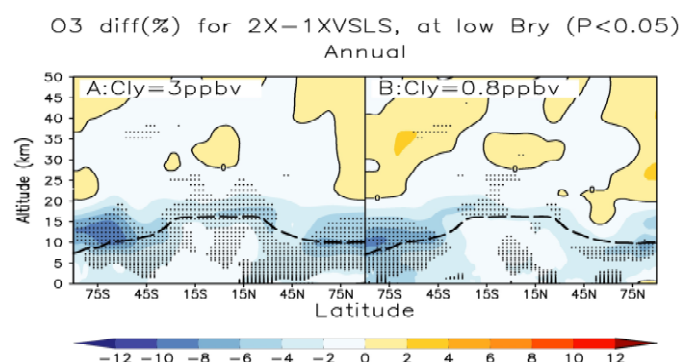 O3 diff(%) for 2X-1XVSLS, at low Bry (P<0.05)
Annual
A:Cly=3ppbv B:Cly=0.8ppbv
Altitude (km)
50
45
40
35
30
25
20
15
10
5
0
0 0 0 0
75S 45S 15S 15N 45N 75N 75S 45S 15S 15N 45N 75N
Latitude
-12 -10 -8 -6 -4 -2 0 2 4 6 8 10 12